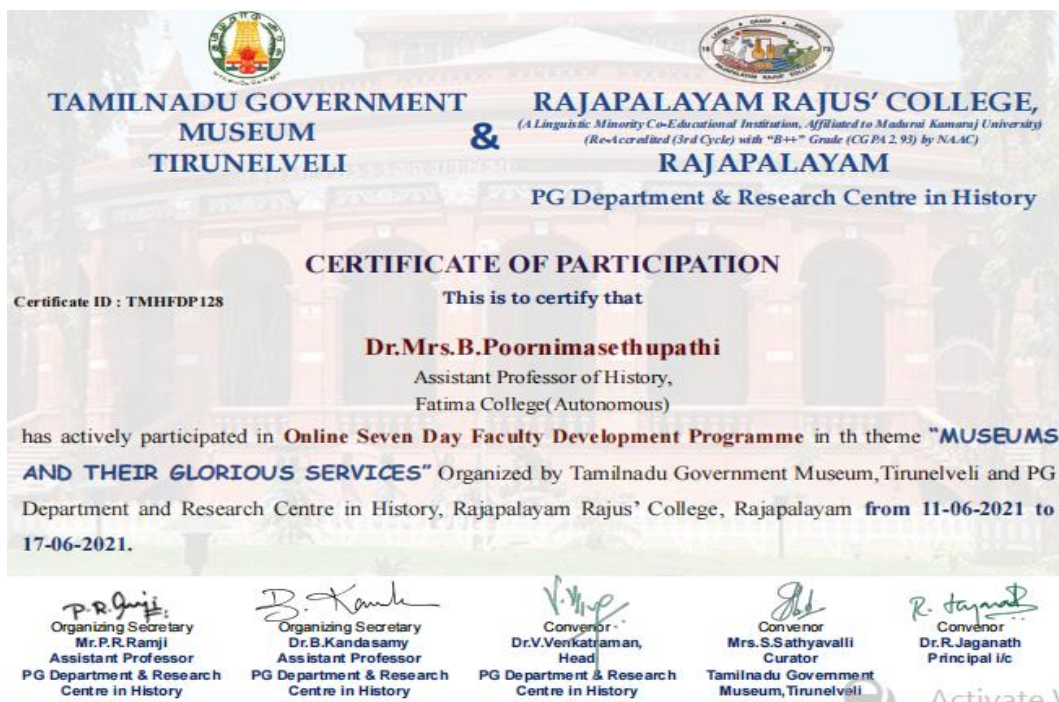 TAMILNADU GOVERNMENT
MUSEUM
TIRUNELVELI
&
RAJAPALAYAM RAJUS' COLLEGE,
(A Linguistic Minority Co-Educational Institution, Affiliated to Madurai Kamaraj University)
(Re-Accredited (3rd Cycle) with "B++" Grade (CGPA 2.93) by NAAC)
RAJAPALAYAM
PG Department & Research Centre in History
CERTIFICATE OF PARTICIPATION
Certificate ID : TMHFDP128
This is to certify that
Dr.Mrs.B.Poornimasethupathi
Assistant Professor of History,
Fatima College(Autonomous)
has actively participated in Online Seven Day Faculty Development Programme in th theme "MUSEUMS
AND THEIR GLORIOUS SERVICES" Organized by Tamilnadu Government Museum,Tirunelveli and PG
Department and Research Centre in History, Rajapalayam Rajus' College, Rajapalayam from 11-06-2021 to
17-06-2021.
P.R.Ramji
Organizing Secretary
Mr.P.R.Ramji
Assistant Professor
PG Department & Research
Centre in History
Organizing Secretary
Dr.B.Kandasamy
Assistant Professor
PG Department & Research
Centre in History
Convenor
Dr.V.Venkatraman,
Head
PG Department & Research
Centre in History
Convenor
Mrs.S.Sathyavalli
Curator
Tamilnadu Government
Museum,Tirunelveli
R. Jaganath
Convenor
Dr.R.Jaganath
Principal i/c
Activate